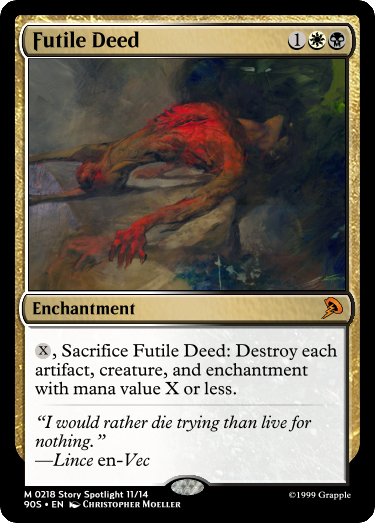 Futile Deed
1
Enchantment
X, Sacrifice Futile Deed: Destroy each
artifact, creature, and enchantment
with mana value X or less.
“I would rather die trying than live for
nothing.”
—Lince en-Vec
M 0218 Story Spotlight 11/14
90S • EN Christopher Moeller
©1999 Grapple